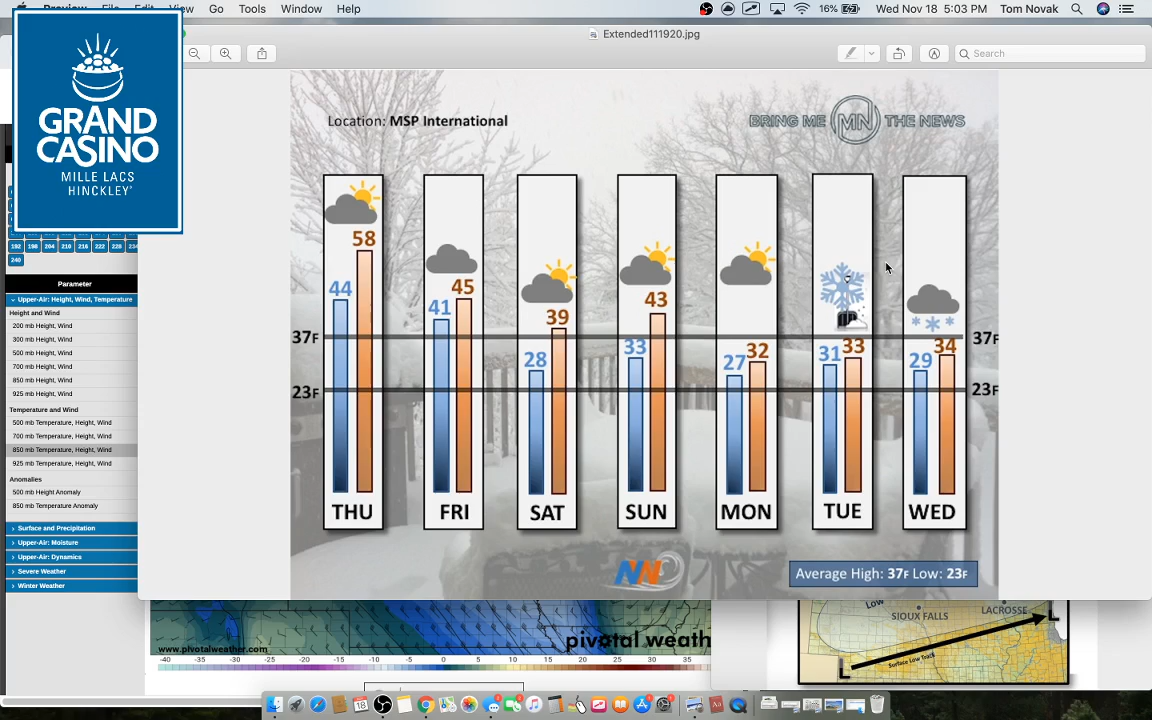 Preview File Edit View Go Tools Window Help
16% Wed Nov 18 5:03 PM Tom Novak
Extended111920.jpg
Search
GRAND
CASINO
MILLE LACS
HINCKLEY
192 198 204 210 216 222 228 234
240
Parameter
Upper-Air: Height, Wind, Temperature
Height and Wind
200 mb Height, Wind
300 mb Height, Wind
500 mb Height, Wind
700 mb Height, Wind
850 mb Height, Wind
925 mb Height, Wind
Temperature and Wind
500 mb Temperature, Height, Wind
700 mb Temperature, Height, Wind
850 mb Temperature, Height, Wind
925 mb Temperature, Height, Wind
Anomalies
500 mb Height Anomaly
850 mb Temperature Anomaly
Surface and Precipitation
Upper-Air: Moisture
Upper-Air: Dynamics
Severe Weather
Winter Weather
Location: MSP International
BRING ME MN THE NEWS
44 58 41 45 28 39 33 43 27 32 31 33 29 34
37F 37F
23F 23F
THU FRI SAT SUN MON TUE WED
NN
Average High: 37F Low: 23F
www.pivotalweather.com
pivotal weath
-40 -35 -30 -25 -20 -15 -10 -5 0 5 10 15 20 25 30 35
Low
SIOUX FALLS
LACROSSE
L
L
Surface Low Track